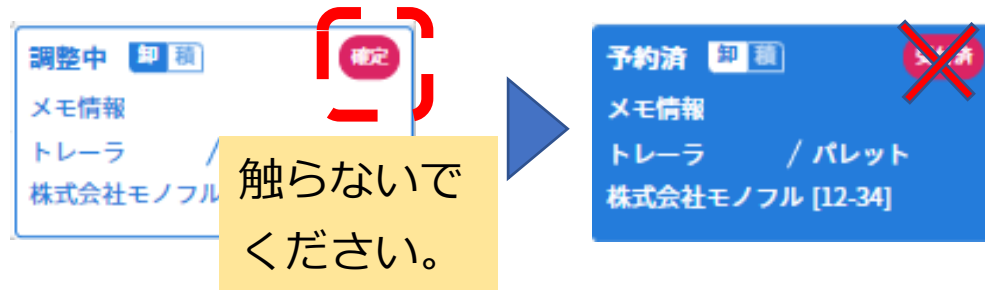 調整中 卸 積 確定
メモ情報
トレーラ /
株式会社モノフル
触らないで
ください。
予約済 卸 積
メモ情報
トレーラ / パレット
株式会社モノフル [12-34]